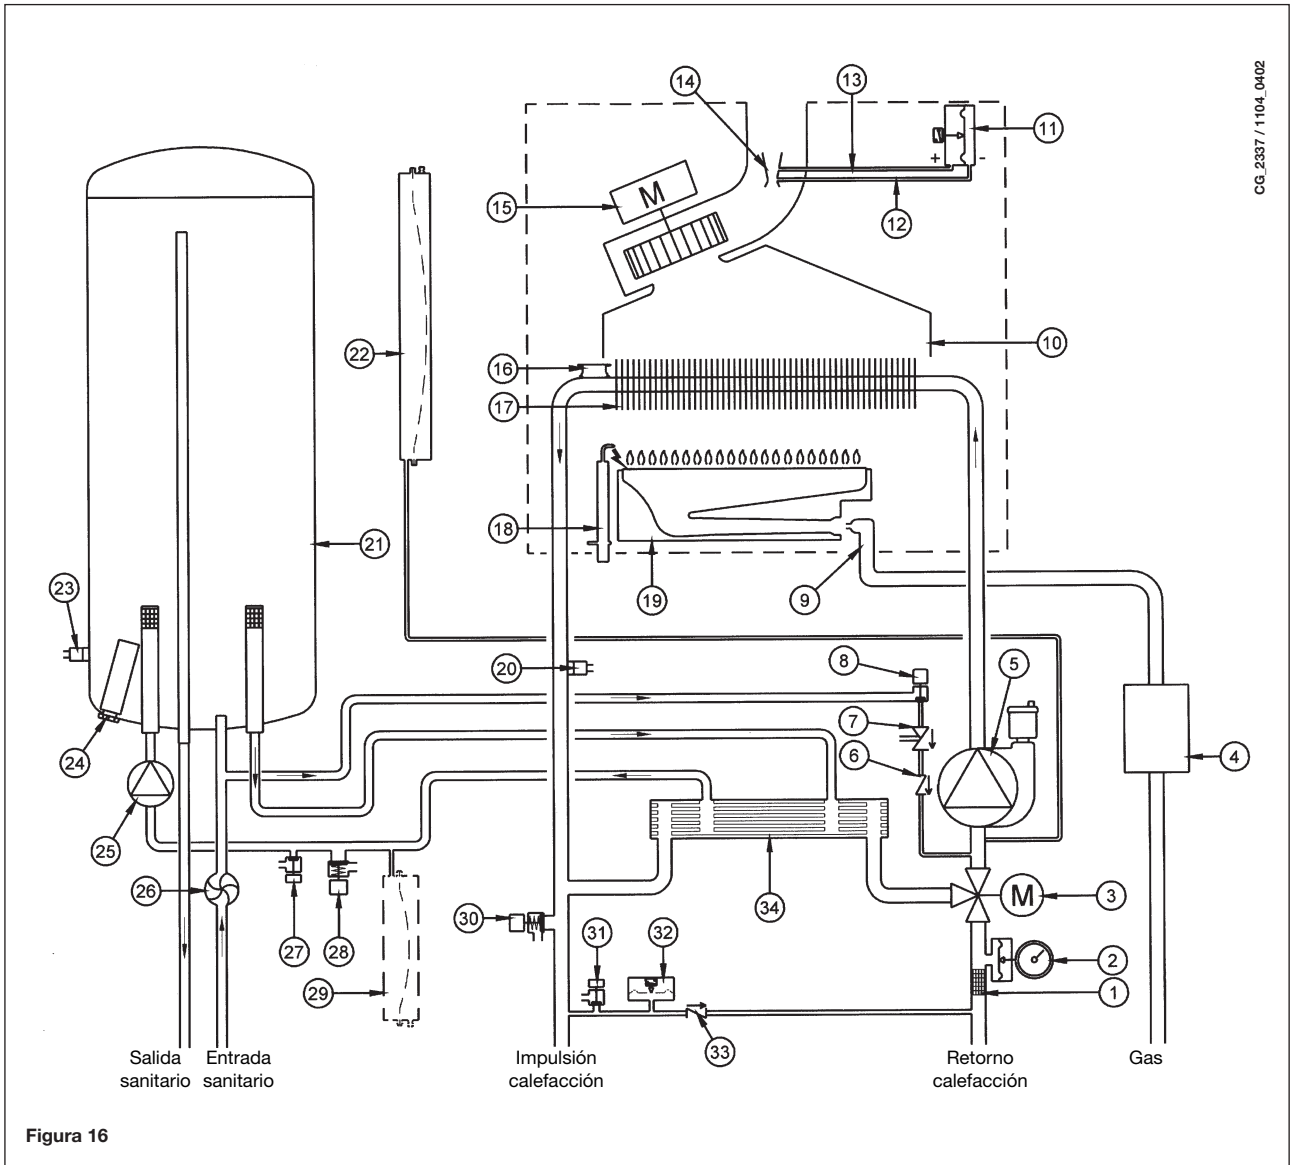 CG_2337 / 1104_0402
14
13
11
+
-
15
M
12
22
10
16
17
18
21
19
9
23
20
8
5
24
7
6
4
25
26
34
M
3
27
28
30
31
32
2
29
1
33
Salida
sanitario
Entrada
sanitario
Impulsión
calefacción
Retorno
calefacción
Gas
Figura 16